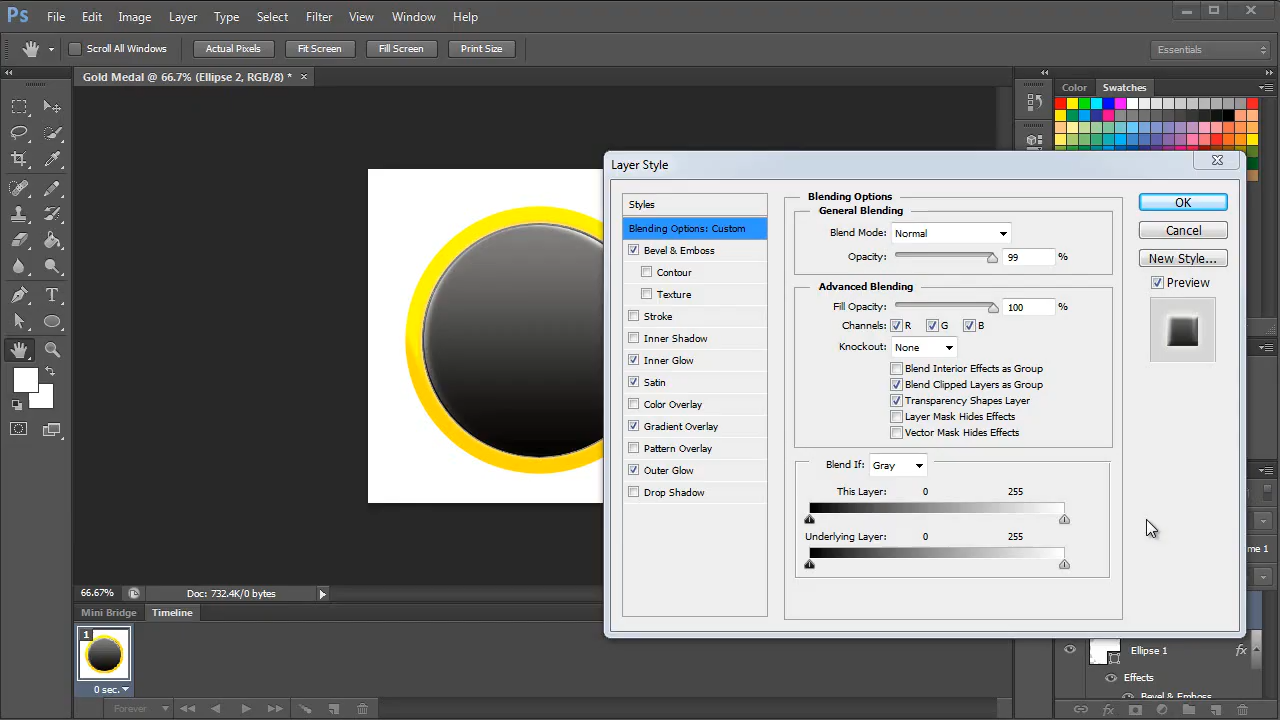 Ps File Edit Image Layer Type Select Filter View Window Help
Scroll All Windows Actual Pixels Fit Screen Fill Screen Print Size Essentials
Gold Medal @ 66.7% (Ellipse 2, RGB/8) * ×
Color Swatches
Layer Style
Styles
Blending Options: Custom
Bevel & Emboss
Contour
Texture
Stroke
Inner Shadow
Inner Glow
Satin
Color Overlay
Gradient Overlay
Pattern Overlay
Outer Glow
Drop Shadow
Blending Options
General Blending
Blend Mode: Normal
Opacity: 99 %
Advanced Blending
Fill Opacity: 100 %
Channels: R G B
Knockout: None
Blend Interior Effects as Group
Blend Clipped Layers as Group
Transparency Shapes Layer
Layer Mask Hides Effects
Vector Mask Hides Effects
Blend If: Gray
This Layer: 0 255
Underlying Layer: 0 255
OK
Cancel
New Style...
Preview
me 1
66.67% Doc: 732.4K/0 bytes
Mini Bridge Timeline
1
0 sec.
Forever
Ellipse 1 fx
Effects
Bevel & Emboss
fx